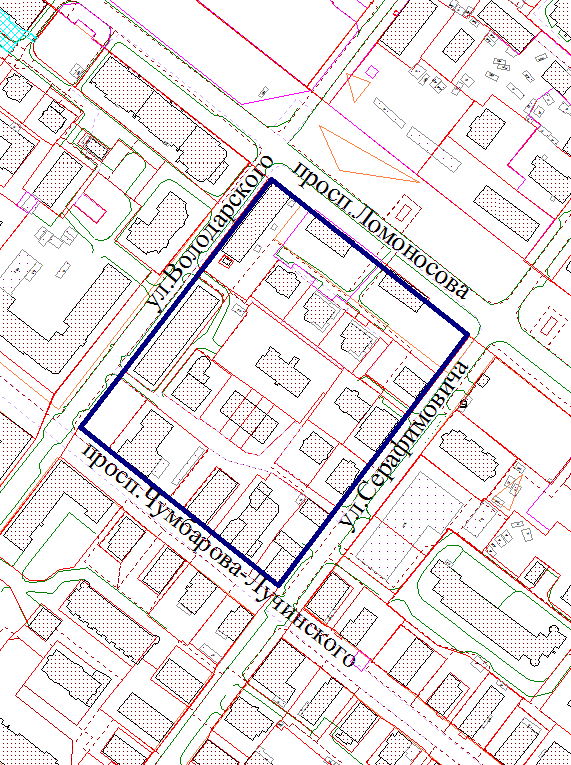 просп.Ломоносова
ул.Володарского
ул.Серафимовича
просп.Чумбарова-Лучинского